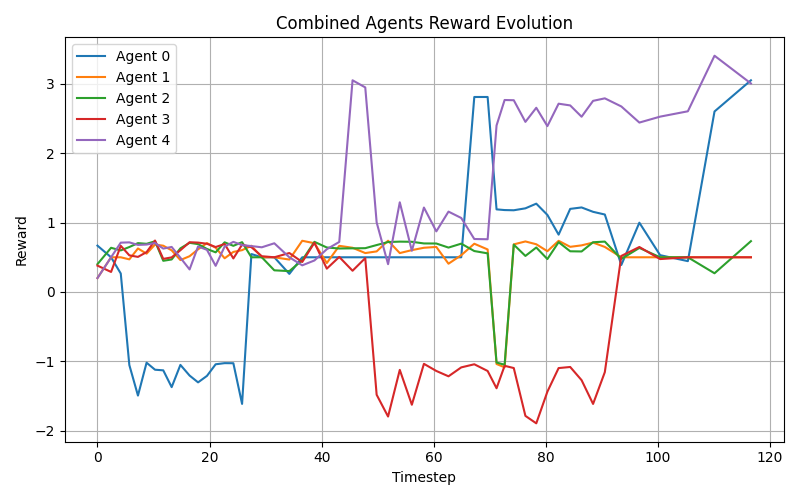 Combined Agents Reward Evolution
Agent 0
Agent 1
Agent 2
Agent 3
Agent 4
Reward
3
2
1
0
−1
−2
0 20 40 60 80 100 120
Timestep